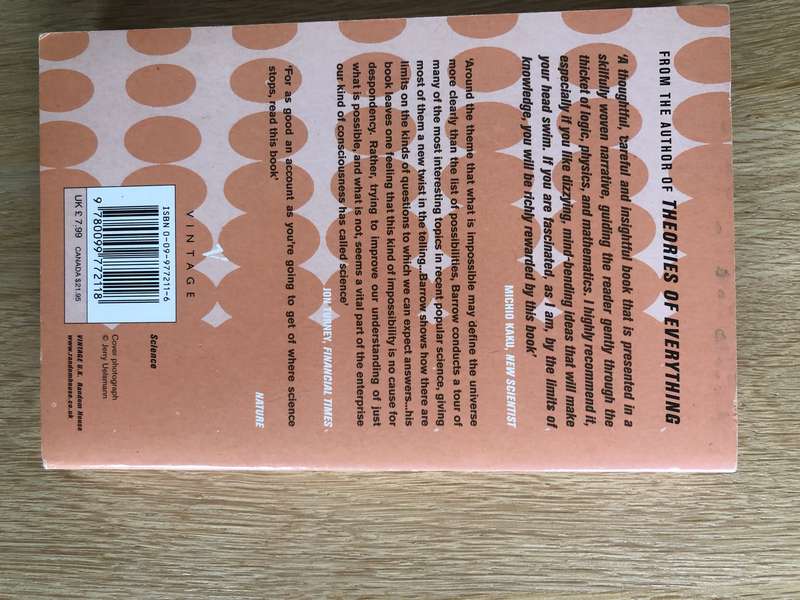 FROM THE AUTHOR OF THEORIES OF EVERYTHING
'A thoughtful, careful and insightful book that is presented in a
skilfully woven narrative, guiding the reader gently through the
thicket of logic, physics, and mathematics. I highly recommend it,
especially if you like dizzying, mind-bending ideas that will make
your head swim. If you are fascinated, as I am, by the limits of
knowledge, you will be richly rewarded by this book'
MICHIO KAKU, NEW SCIENTIST
'Around the theme that what is impossible may define the universe
more clearly than the list of possibilities, Barrow conducts a tour of
many of the most interesting topics in recent popular science, giving
most of them a new twist in the telling...Barrow shows how there are
limits on the kinds of questions to which we can expect answers...his
book leaves one feeling that this kind of impossibility is no cause for
despondency. Rather, trying to improve our understanding of just
what is possible, and what is not, seems a vital part of the enterprise
our kind of consciousness has called science'
JON TURNEY, FINANCIAL TIMES
'For as good an account as you're going to get of where science
stops, read this book'
NATURE
VINTAGE
ISBN 0-09-977211-6
9 780099 772118
UK £ 7.99 CANADA $21.95
Science
Cover photograph
© Jerry Uelsmann
VINTAGE U.K. Random House
www.randomhouse.co.uk